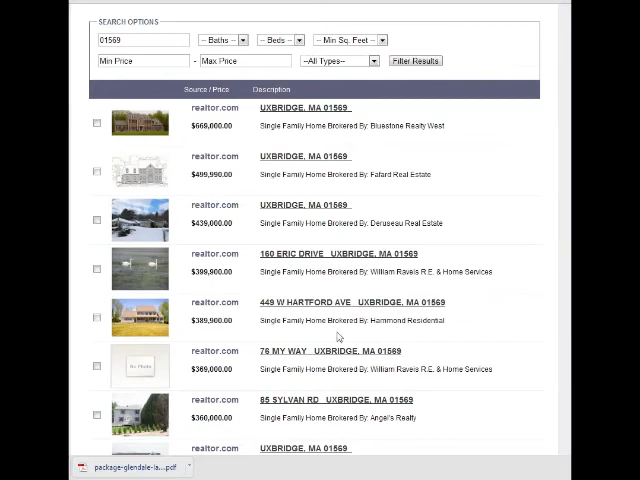 SEARCH OPTIONS
01569 -- Baths -- -- Beds -- -- Min Sq. Feet --
Min Price - Max Price --All Types-- Filter Results
Source / Price Description
realtor.com UXBRIDGE, MA 01569
$669,000.00 Single Family Home Brokered By: Bluestone Realty West
realtor.com UXBRIDGE, MA 01569
$499,990.00 Single Family Home Brokered By: Fafard Real Estate
realtor.com UXBRIDGE, MA 01569
$439,000.00 Single Family Home Brokered By: Deruseau Real Estate
realtor.com 160 ERIC DRIVE UXBRIDGE, MA 01569
$399,900.00 Single Family Home Brokered By: William Raveis R.E. & Home Services
realtor.com 449 W HARTFORD AVE UXBRIDGE, MA 01569
$389,900.00 Single Family Home Brokered By: Hammond Residential
realtor.com 76 MY WAY UXBRIDGE, MA 01569
No Photo
$369,000.00 Single Family Home Brokered By: William Raveis R.E. & Home Services
realtor.com 85 SYLVAN RD UXBRIDGE, MA 01569
$360,000.00 Single Family Home Brokered By: Angel's Realty
realtor.com UXBRIDGE, MA 01569
package-glendale-la....pdf